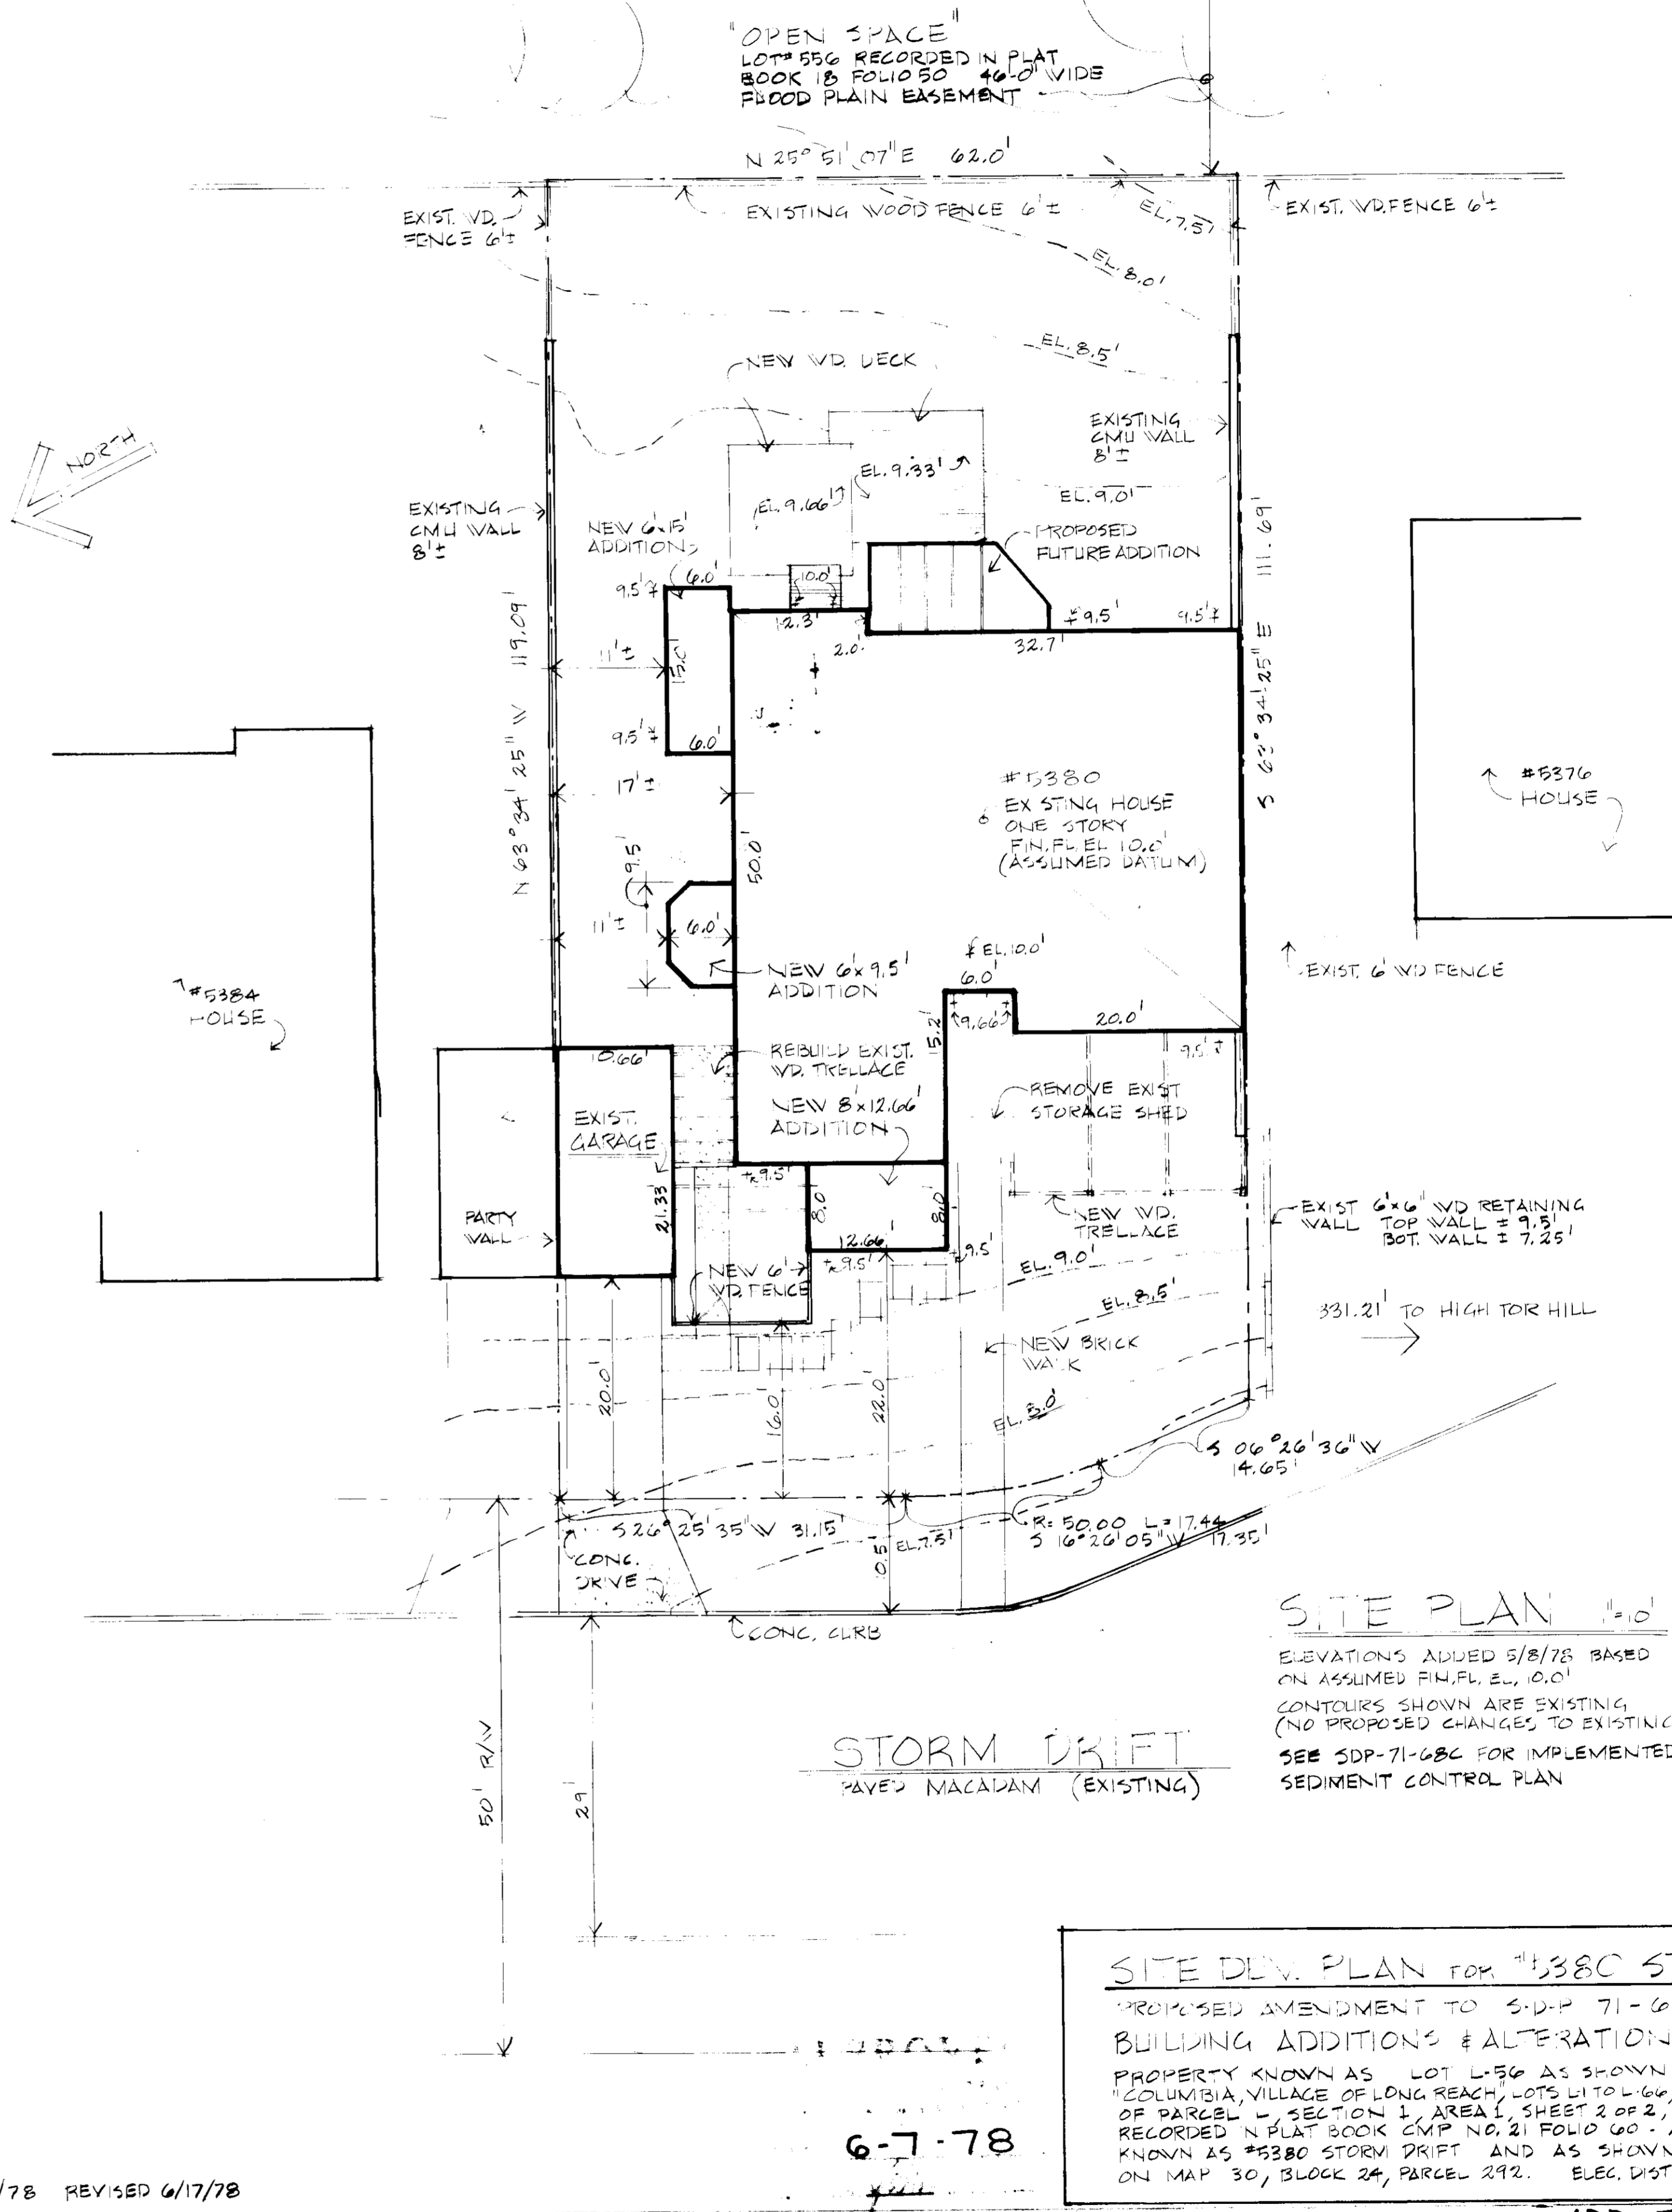 "OPEN SPACE"
LOT# 556 RECORDED IN PLAT
BOOK 18 FOLIO 50 46'-0" WIDE
FLOOD PLAIN EASEMENT
N 25° 51' 07" E 62.0'
EXIST. WD.
FENCE 6'±
EXISTING WOOD FENCE 6'±
EL. 7.5'
EXIST. WD. FENCE 6'±
EL. 8.0'
EL. 8.5'
NEW WD. DECK
EXISTING
CMU WALL
8'±
NORTH
EL. 9.33'
EL. 9.66'
EL. 9.0'
EXISTING
CMU WALL
8'±
NEW 6'x15'
ADDITION
PROPOSED
FUTURE ADDITION
111.69'
9.5'
6.0'
10.0'
12.3'
2.0'
32.7'
9.5'
9.5'
N 63° 34' 25" W 119.09'
11'±
15.0'
S 63° 34' 25" E
9.5'
6.0'
17'±
#5380
EX STING HOUSE
ONE STORY
FIN. FL. EL 10.0'
(ASSUMED DATUM)
#5376
HOUSE
9.5'
50.0'
11'±
6.0'
NEW 6'x9.5'
ADDITION
EL. 10.0'
6.0'
EXIST. 6' WD FENCE
#5384
HOUSE
9.66'
20.0'
15.2'
10.66'
REBUILD EXIST.
WD. TRELLACE
9.5'
EXIST.
GARAGE
NEW 8'x12.66'
ADDITION
REMOVE EXIST
STORAGE SHED
PARTY
WALL
21.33'
9.5'
8.0'
8.0'
12.66'
NEW WD.
TRELLACE
EXIST 6"x6" WD RETAINING
WALL TOP WALL ± 9.5'
BOT. WALL ± 7.25'
9.5'
9.5'
NEW 6'
WD. FENCE
EL. 9.0'
EL. 8.5'
331.21' TO HIGH TOR HILL
NEW BRICK
WALK
20.0'
16.0'
22.0'
EL. 8.0'
S 06° 26' 36" W
14.65'
S 26° 25' 35" W 31.15'
R= 50.00 L= 17.44
S 16° 26' 05" W 17.35'
10.5'
EL. 7.5'
CONC.
DRIVE
CONC. CURB
SITE PLAN 1"=10'
ELEVATIONS ADDED 5/8/78 BASED
ON ASSUMED FIN. FL. EL. 10.0'
CONTOURS SHOWN ARE EXISTING
(NO PROPOSED CHANGES TO EXISTING
SEE SDP-71-68C FOR IMPLEMENTED
SEDIMENT CONTROL PLAN
50' R/W
29'
STORM DRIFT
PAVED MACADAM (EXISTING)
SITE DEV. PLAN FOR #5380 ST
PROPOSED AMENDMENT TO S.D.P 71-6
BUILDING ADDITIONS & ALTERATION
PROPERTY KNOWN AS LOT L-56 AS SHOWN
"COLUMBIA, VILLAGE OF LONG REACH," LOTS L1 TO L-66,
OF PARCEL L, SECTION 1, AREA 1, SHEET 2 OF 2,
RECORDED IN PLAT BOOK CMP NO. 21 FOLIO 60 -
KNOWN AS #5380 STORM DRIFT AND AS SHOWN
ON MAP 30, BLOCK 24, PARCEL 292. ELEC. DIST
6-7-78
/78 REVISED 6/17/78